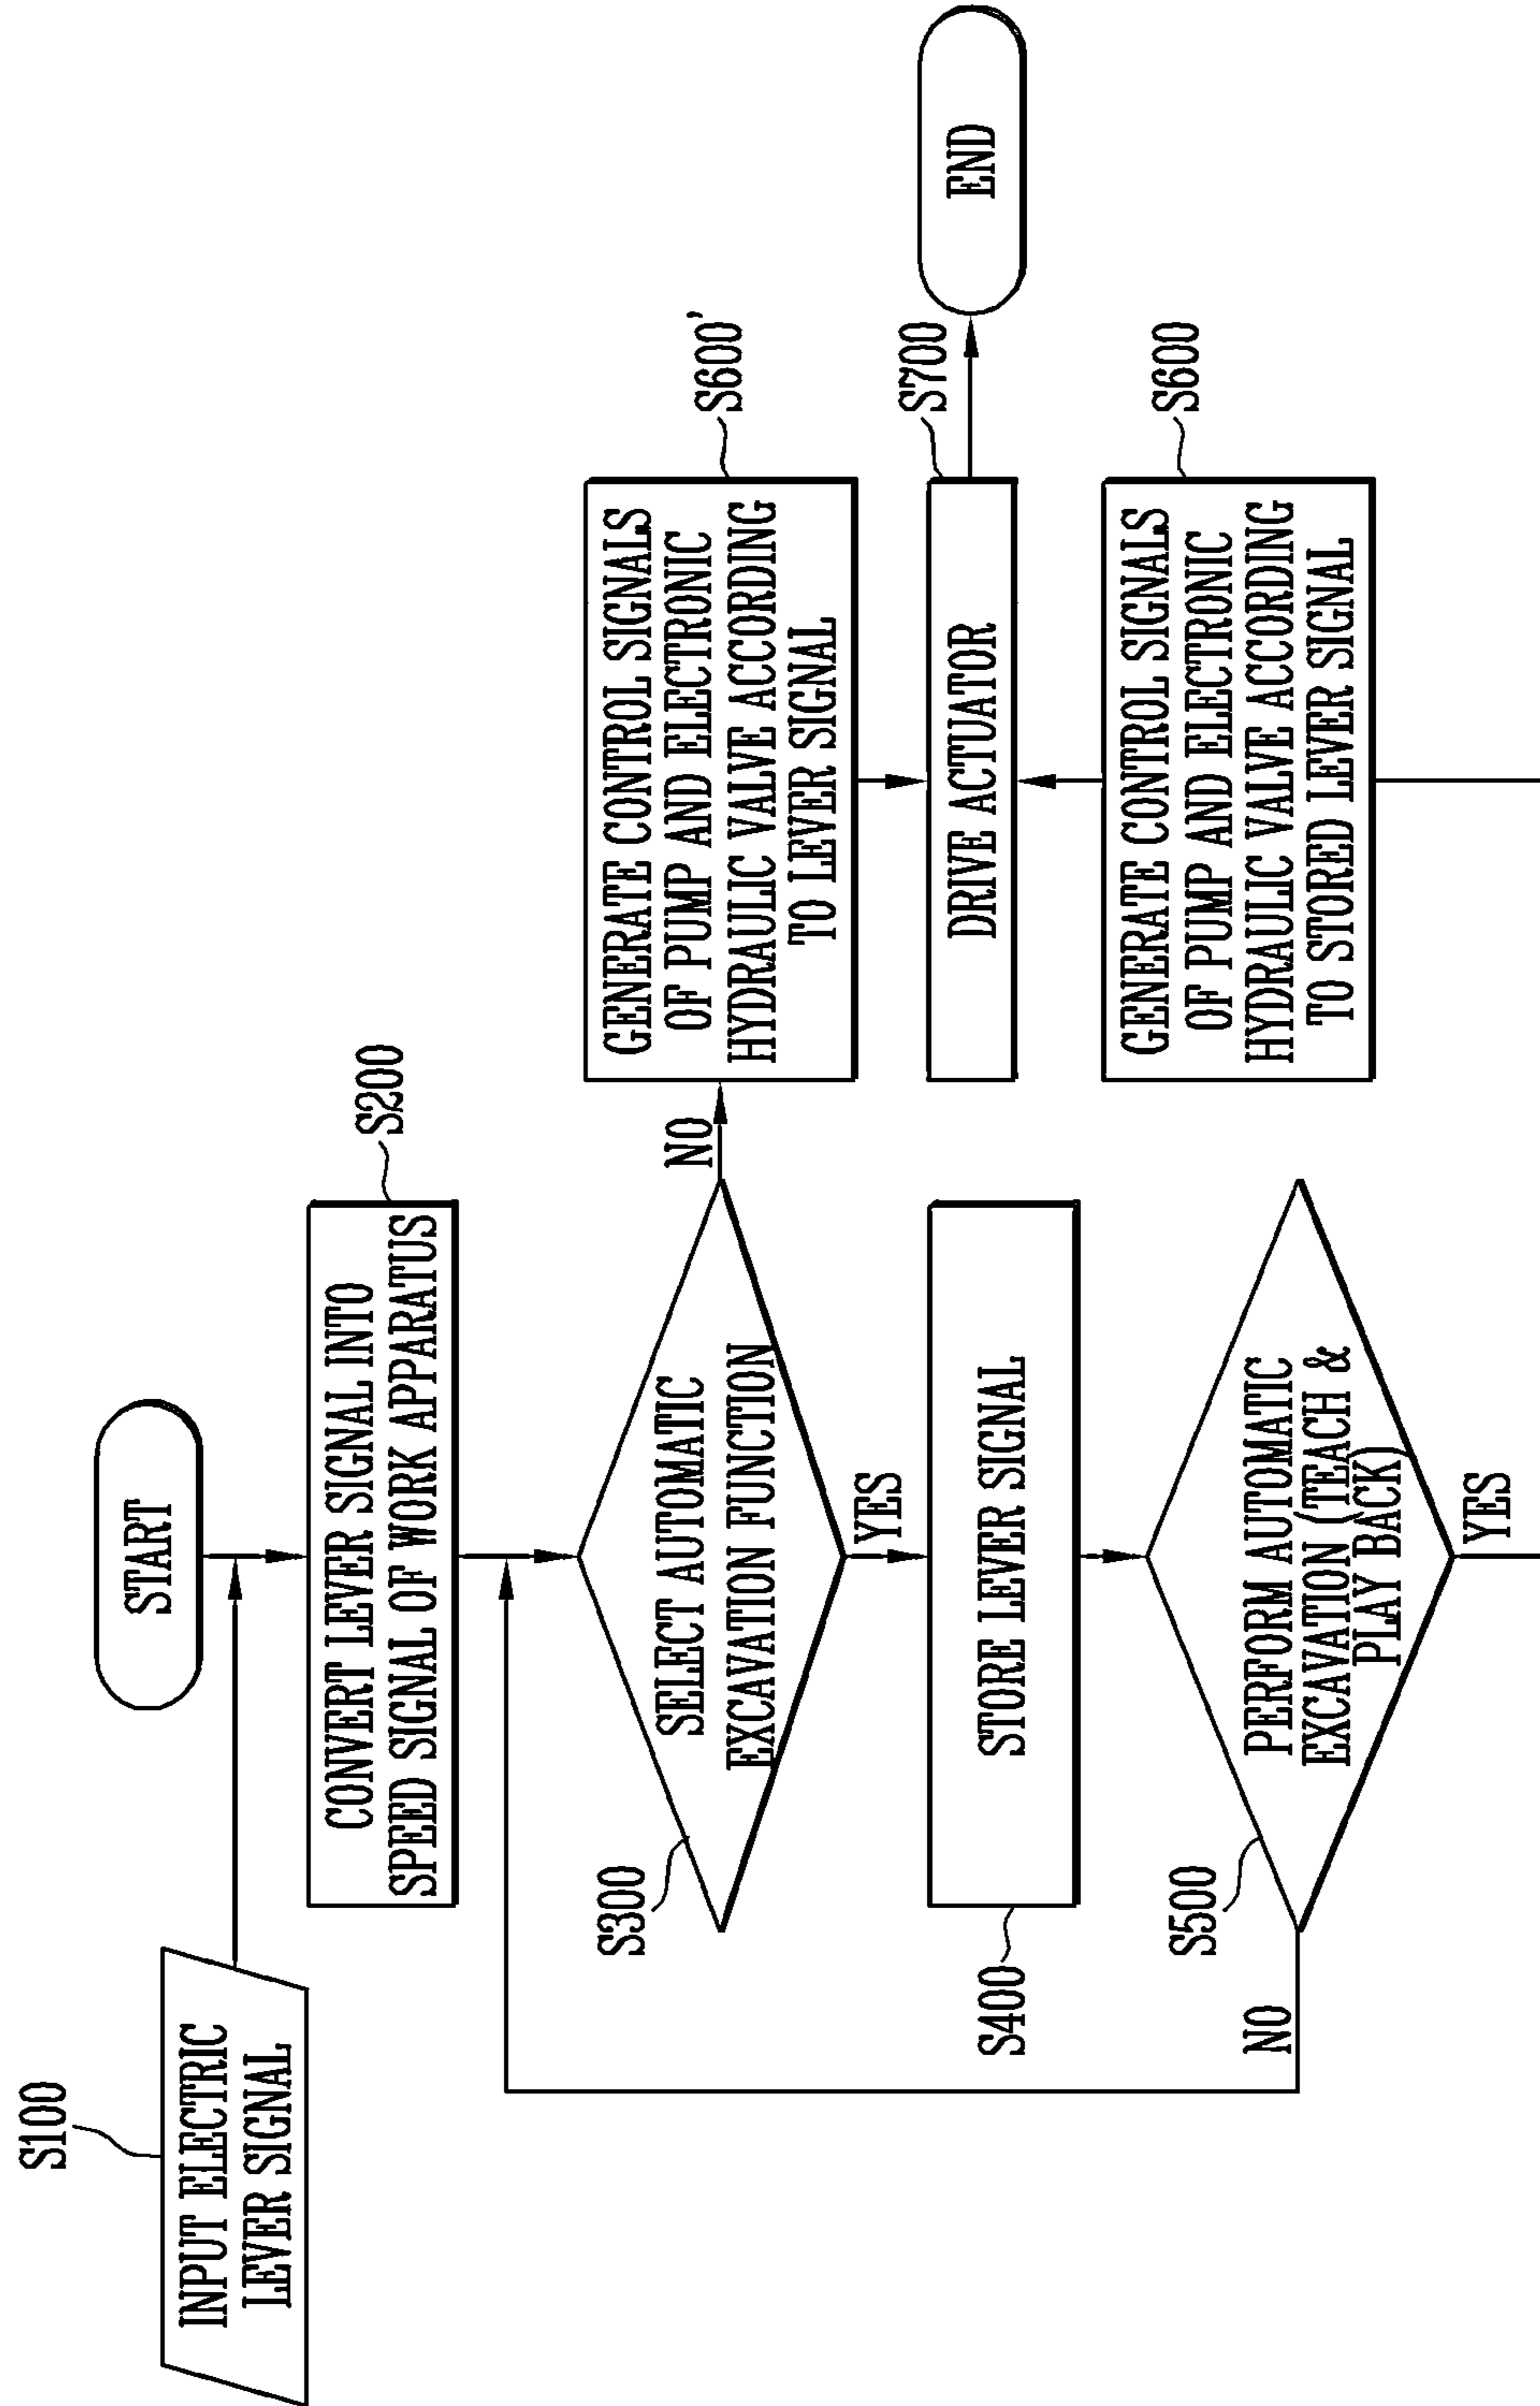 START
S100
INPUT ELECTRIC
LEVER SIGNAL
S200
CONVERT LEVER SIGNAL INTO
SPEED SIGNAL OF WORK APPARATUS
S300
SELECT AUTOMATIC
EXCAVATION FUNCTION
NO
YES
S600'
GENERATE CONTROL SIGNALS
OF PUMP AND ELECTRONIC
HYDRAULIC VALVE ACCORDING
TO LEVER SIGNAL
S400
STORE LEVER SIGNAL
S700
DRIVE ACTUATOR
END
S500
PERFORM AUTOMATIC
EXCAVATION (TEACH &
PLAY BACK)
NO
YES
S600
GENERATE CONTROL SIGNALS
OF PUMP AND ELECTRONIC
HYDRAULIC VALVE ACCORDING
TO STORED LEVER SIGNAL